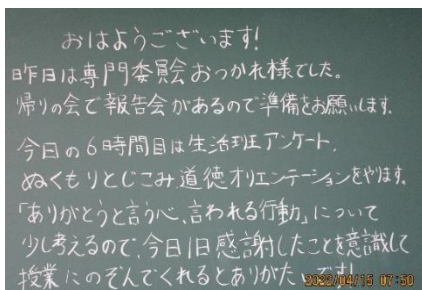 おはようございます!
昨日は専門委員会おつかれ様でした。
帰りの会で報告会があるので準備をお願いします。
今日の6時間目は生活班アンケート、
ぬくもりとじこみ、道徳オリエンテーションをやります。
「ありがとうと言う心、言われる行動」について
少し考えるので、今日1日感謝したことを意識して
授業にのぞんでくれるとありがたいです!
2022/04/15 07:50